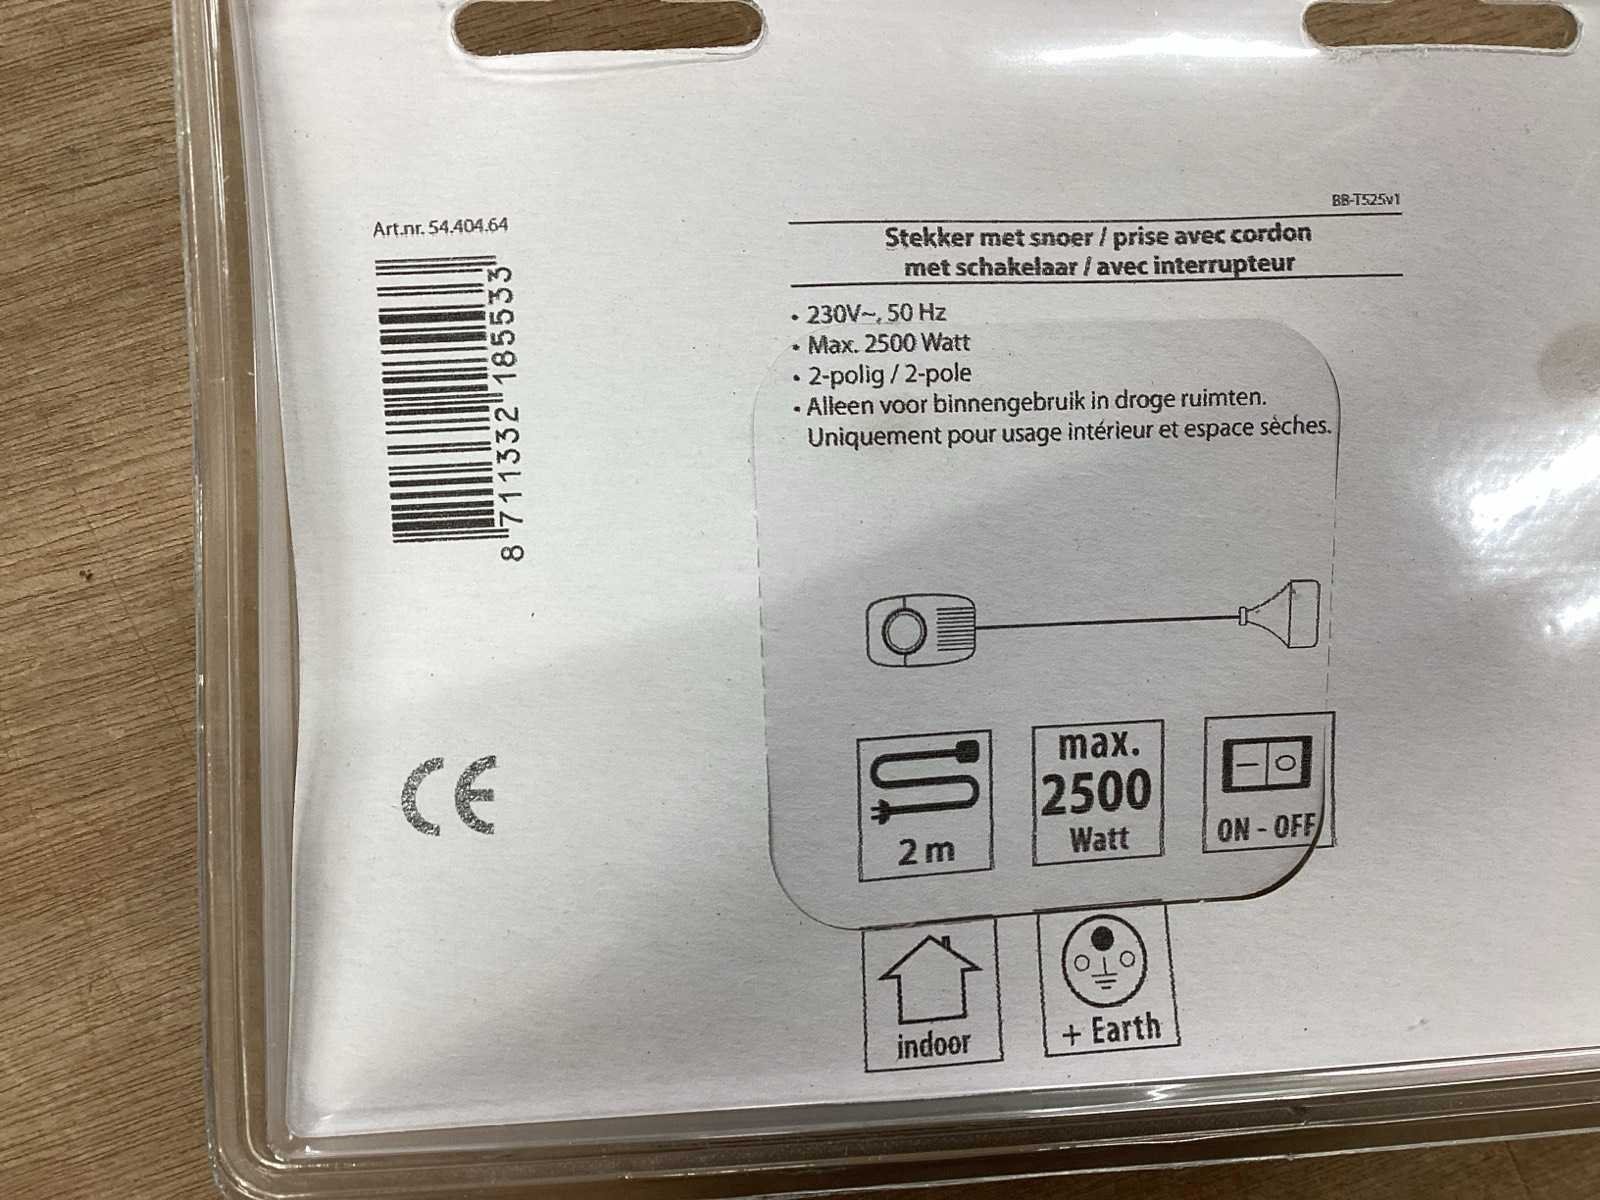 BB-T525v1
Art.nr. 54.404.64
Stekker met snoer / prise avec cordon
met schakelaar / avec interrupteur
• 230V~, 50 Hz
• Max. 2500 Watt
• 2-polig / 2-pole
• Alleen voor binnengebruik in droge ruimten.
Uniquement pour usage intérieur et espace sèches.
8 711332 185533
CE
2 m
max.
2500
Watt
ON - OFF
indoor
+ Earth